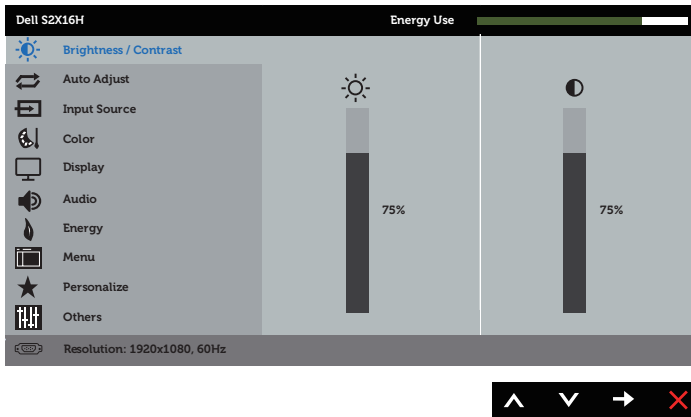 Dell S2X16H
Energy Use
Brightness / Contrast
Auto Adjust
Input Source
Color
Display
Audio
Energy
Menu
Personalize
Others
75%
75%
Resolution: 1920x1080, 60Hz